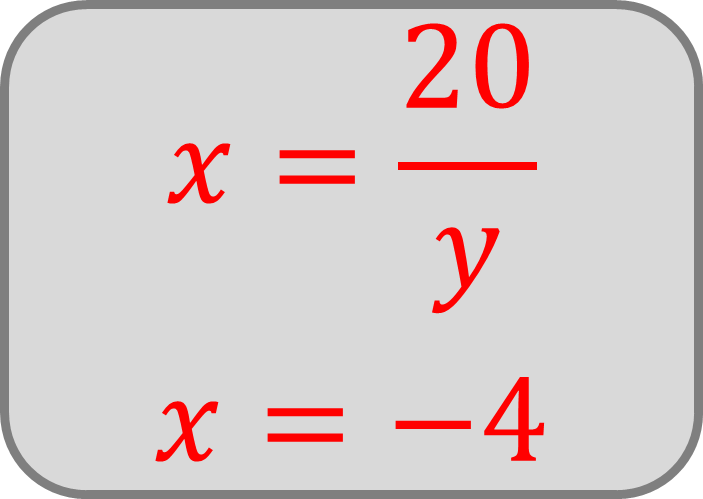 x = 20/y
x = −4